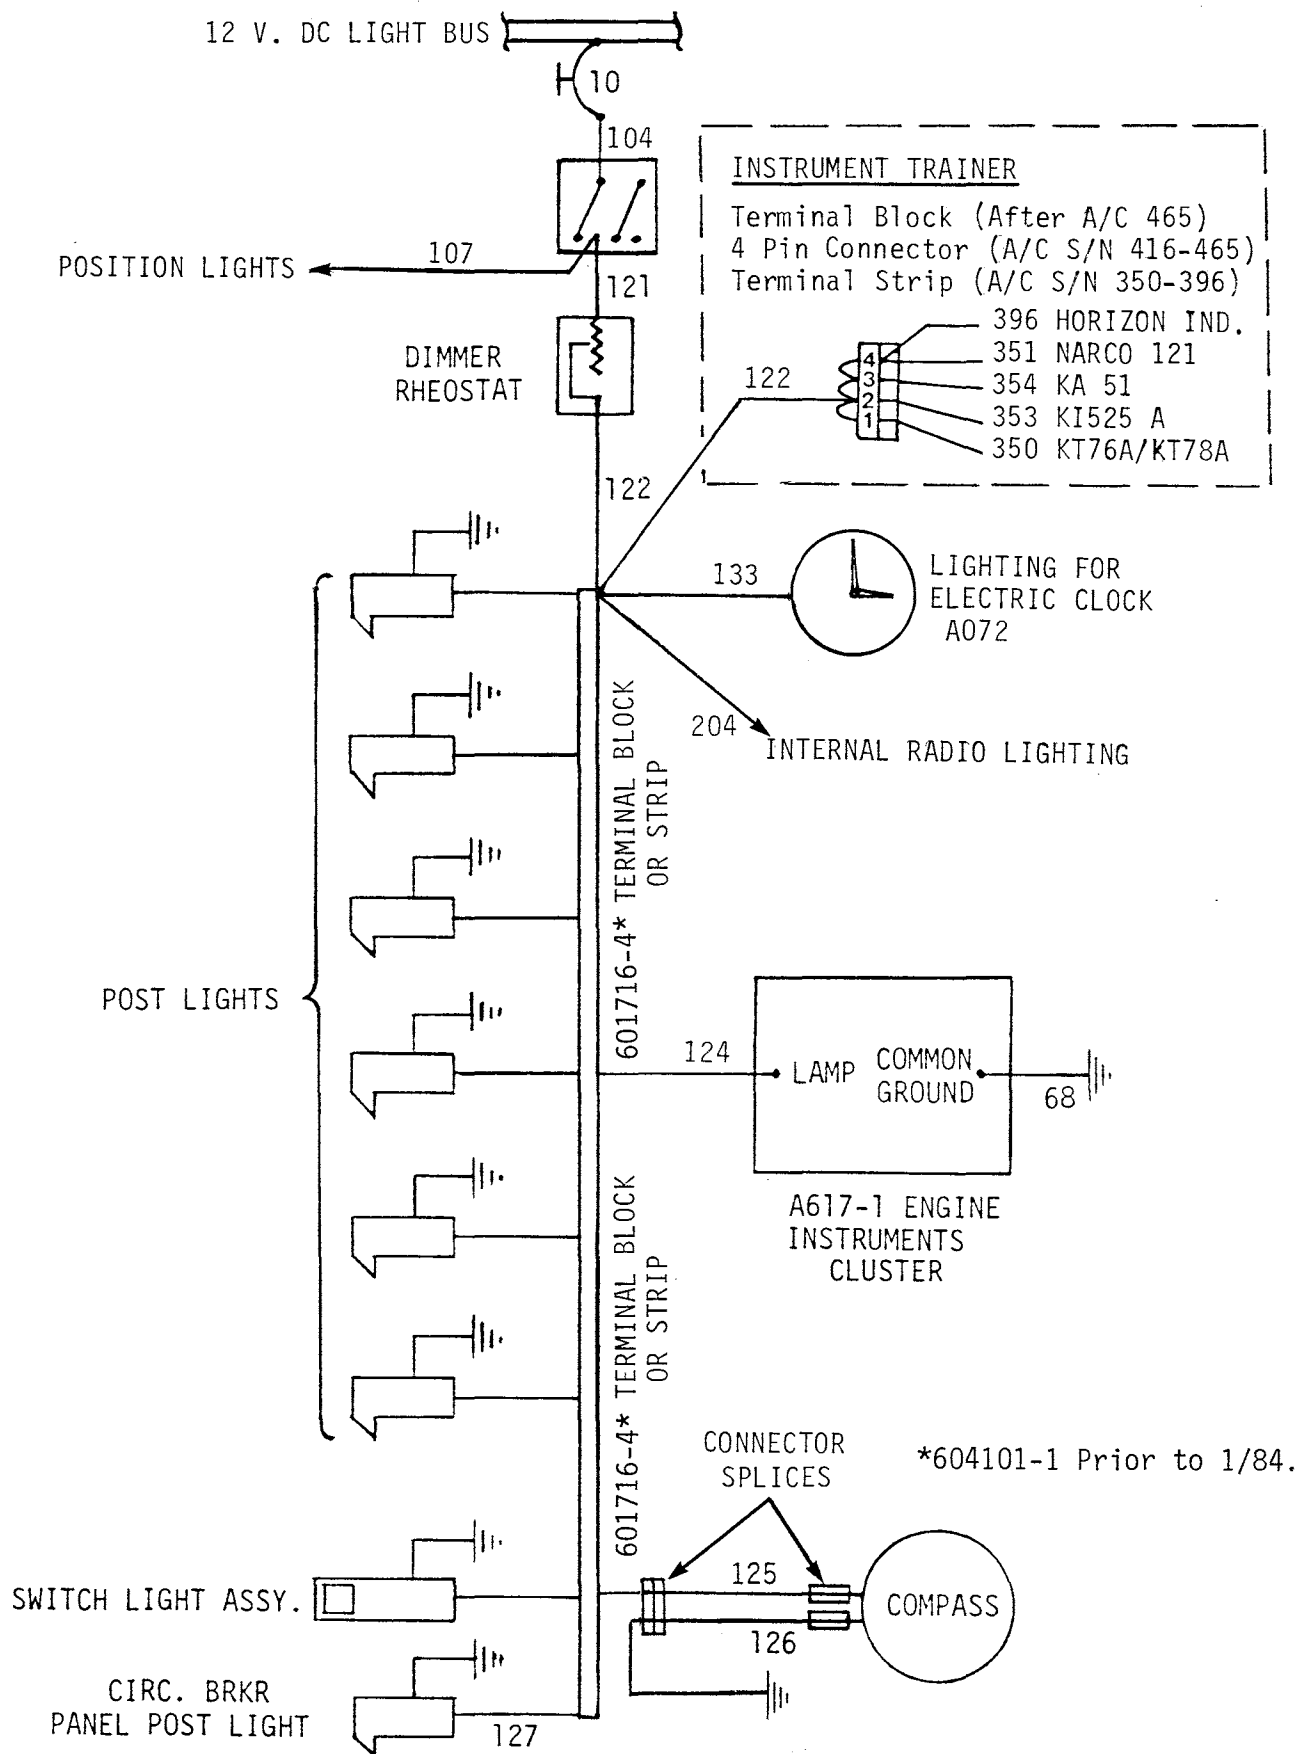 12 V. DC LIGHT BUS
10
104
INSTRUMENT TRAINER
Terminal Block (After A/C 465)
4 Pin Connector (A/C S/N 416-465)
Terminal Strip (A/C S/N 350-396)
POSITION LIGHTS
107
121
396 HORIZON IND.
351 NARCO 121
354 KA 51
353 KI525 A
350 KT76A/KT78A
4
3
2
1
122
DIMMER
RHEOSTAT
122
133
LIGHTING FOR
ELECTRIC CLOCK
A072
204
INTERNAL RADIO LIGHTING
601716-4* TERMINAL BLOCK
OR STRIP
POST LIGHTS
124
LAMP
COMMON
GROUND
68
A617-1 ENGINE
INSTRUMENTS
CLUSTER
601716-4* TERMINAL BLOCK
OR STRIP
CONNECTOR
SPLICES
*604101-1 Prior to 1/84.
SWITCH LIGHT ASSY.
125
126
COMPASS
CIRC. BRKR
PANEL POST LIGHT
127